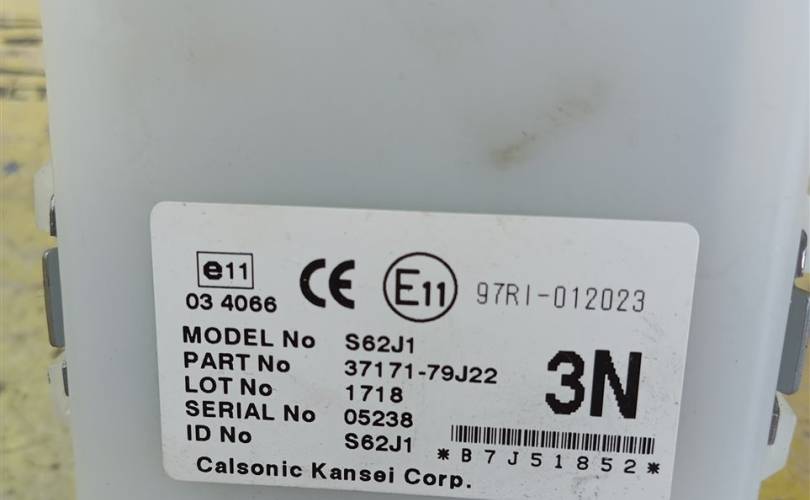 e11 CE E11 97RI-012023
03 4066
MODEL No S62J1
PART No 37171-79J22
LOT No 1718
SERIAL No 05238
ID No S62J1
3N
*B7J51852*
Calsonic Kansei Corp.